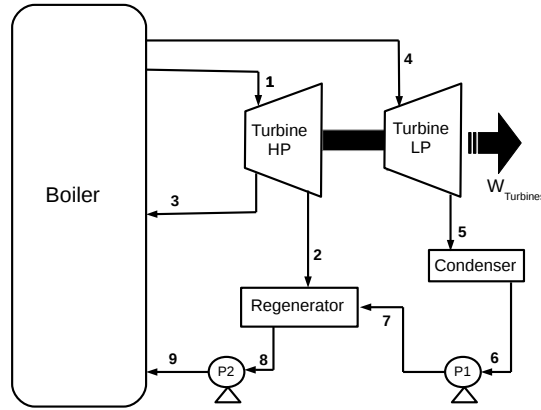 4
1
Turbine
HP
Turbine
LP
Boiler
W Turbines
3
2
5
Condenser
Regenerator
7
6
8
9
P2
P1